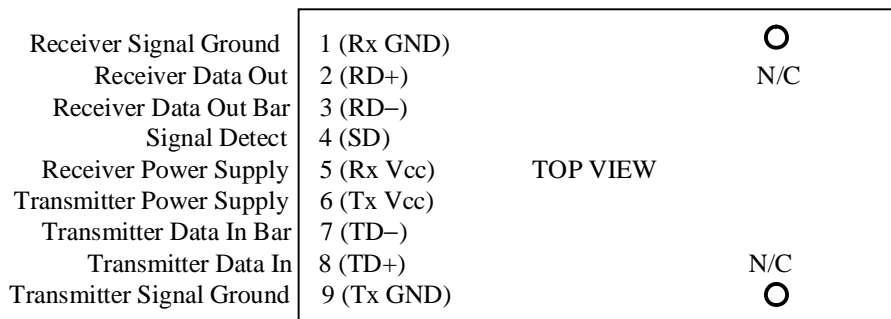 Receiver Signal Ground 1 (Rx GND)
Receiver Data Out 2 (RD+) N/C
Receiver Data Out Bar 3 (RD−)
Signal Detect 4 (SD)
Receiver Power Supply 5 (Rx Vcc) TOP VIEW
Transmitter Power Supply 6 (Tx Vcc)
Transmitter Data In Bar 7 (TD−)
Transmitter Data In 8 (TD+) N/C
Transmitter Signal Ground 9 (Tx GND)